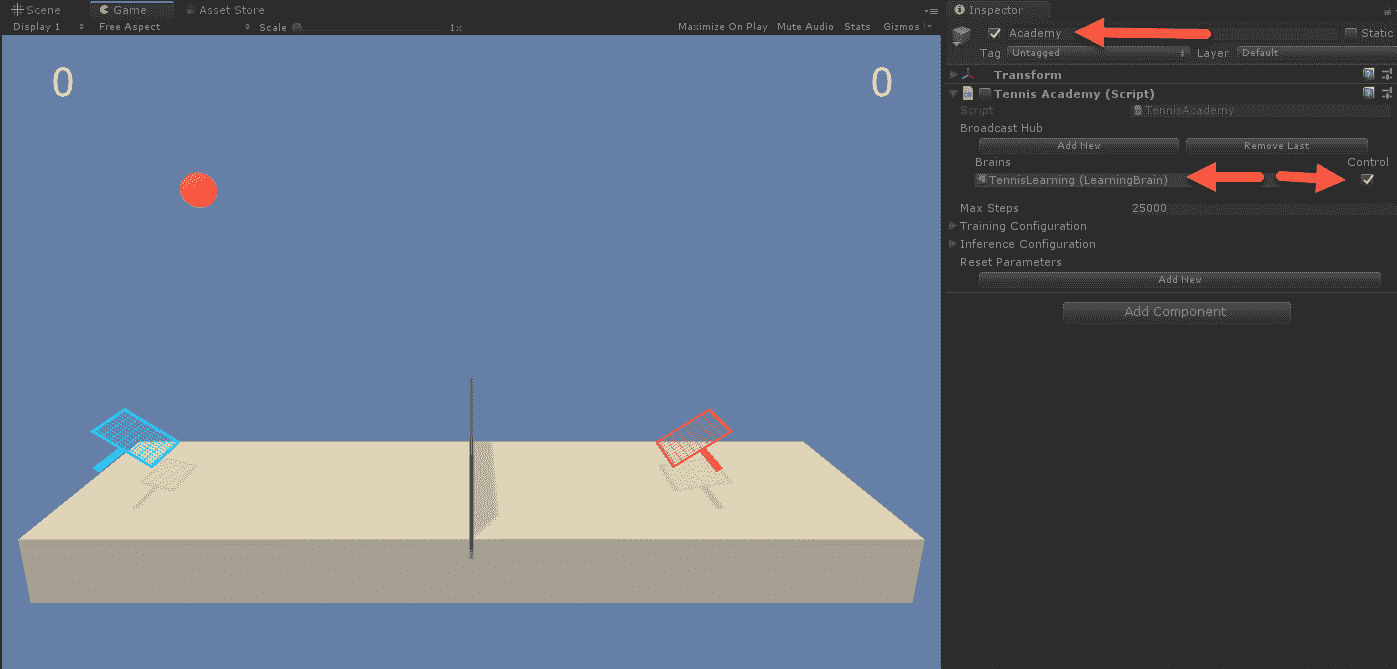 Scene Game Asset Store
Display 1 Free Aspect Scale 1x Maximize On Play Mute Audio Stats Gizmos
0 0
Inspector
Academy Static
Tag Untagged Layer Default
Transform
Tennis Academy (Script)
Script TennisAcademy
Broadcast Hub
Add New Remove Last
Brains Control
TennisLearning (LearningBrain)
Max Steps 25000
Training Configuration
Inference Configuration
Reset Parameters
Add New
Add Component